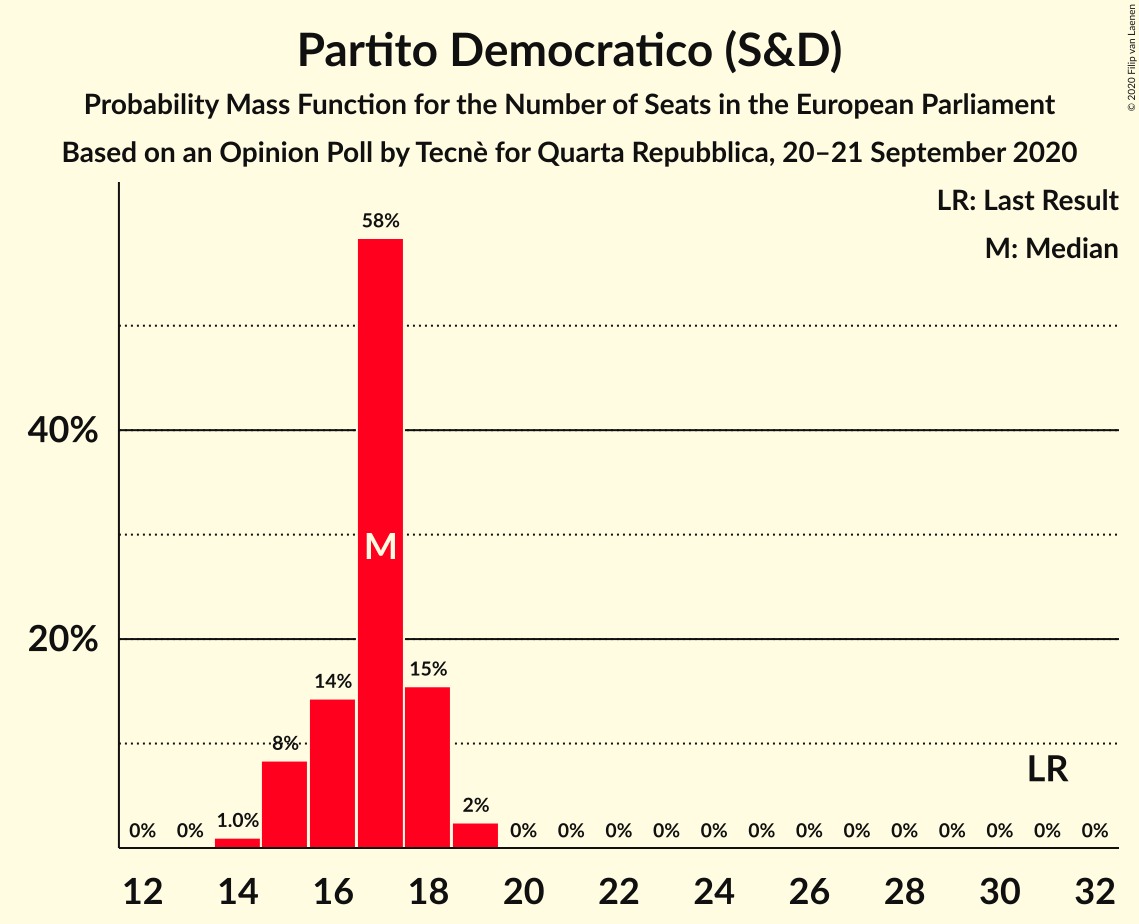 Partito Democratico (S&D)
Probability Mass Function for the Number of Seats in the European Parliament
Based on an Opinion Poll by Tecnè for Quarta Repubblica, 20–21 September 2020
© 2020 Filip van Laenen
LR: Last Result
M: Median
58%
40%
M
20%
15%
14%
8%
LR
2%
1.0%
0% 0% 0% 0% 0% 0% 0% 0% 0% 0% 0% 0% 0% 0% 0%
12 14 16 18 20 22 24 26 28 30 32